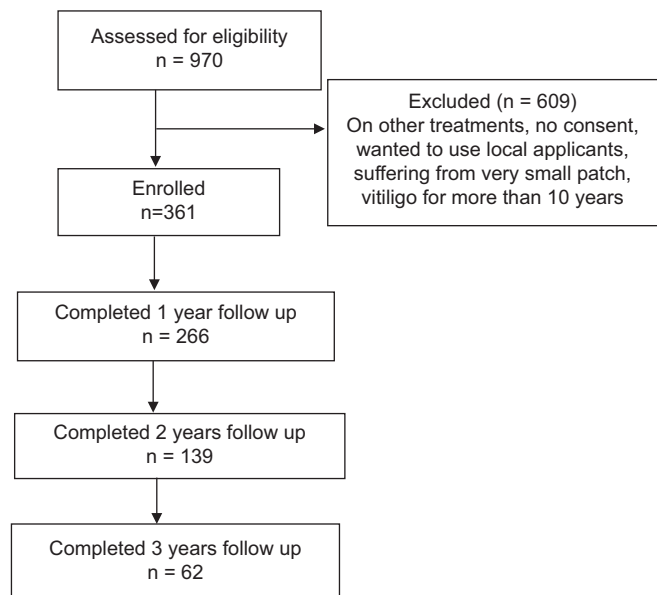 Assessed for eligibility
n = 970
Excluded (n = 609)
On other treatments, no consent,
wanted to use local applicants,
suffering from very small patch,
vitiligo for more than 10 years
Enrolled
n=361
Completed 1 year follow up
n = 266
Completed 2 years follow up
n = 139
Completed 3 years follow up
n = 62